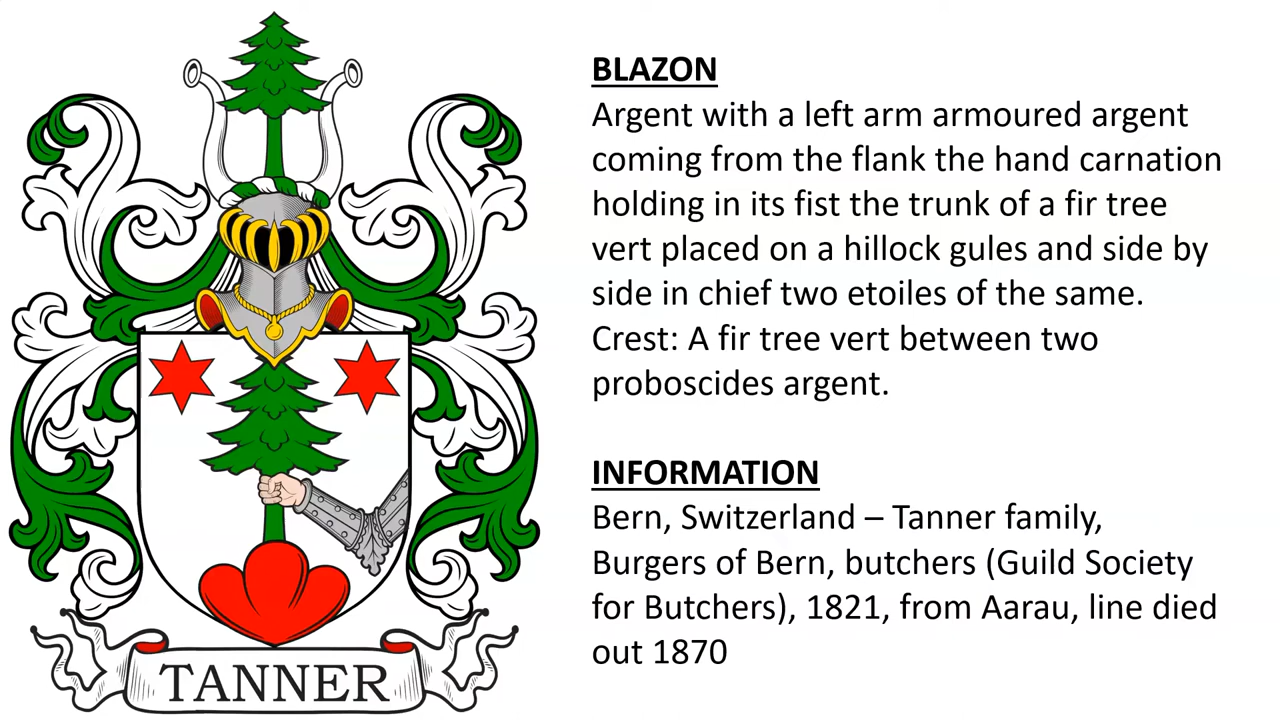 BLAZON
Argent with a left arm armoured argent
coming from the flank the hand carnation
holding in its fist the trunk of a fir tree
vert placed on a hillock gules and side by
side in chief two etoiles of the same.
Crest: A fir tree vert between two
proboscides argent.
INFORMATION
Bern, Switzerland – Tanner family,
Burgers of Bern, butchers (Guild Society
for Butchers), 1821, from Aarau, line died
out 1870
TANNER